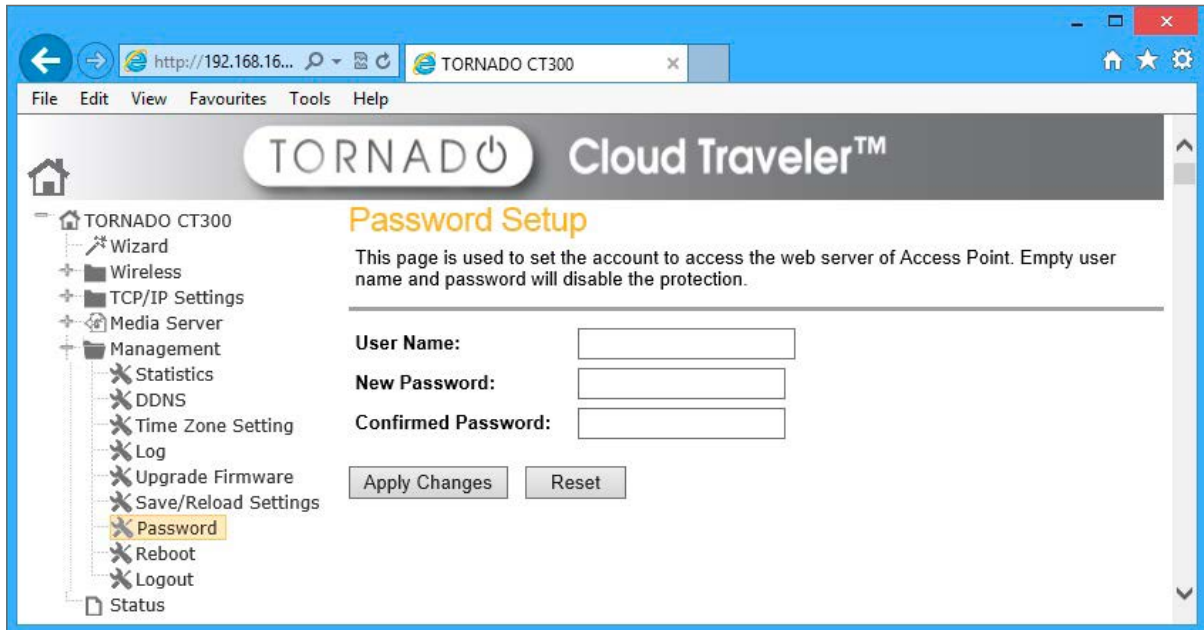 http://192.168.16... TORNADO CT300
File Edit View Favourites Tools Help
TORNADO Cloud Traveler™
TORNADO CT300
Wizard
Wireless
TCP/IP Settings
Media Server
Management
Statistics
DDNS
Time Zone Setting
Log
Upgrade Firmware
Save/Reload Settings
Password
Reboot
Logout
Status
Password Setup
This page is used to set the account to access the web server of Access Point. Empty user
name and password will disable the protection.
User Name:
New Password:
Confirmed Password:
Apply Changes Reset